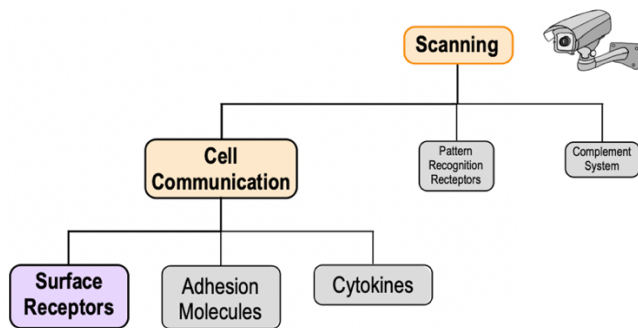 Scanning
Cell
Communication
Pattern
Recognition
Recteptors
Complement
System
Surface
Receptors
Adhesion
Molecules
Cytokines